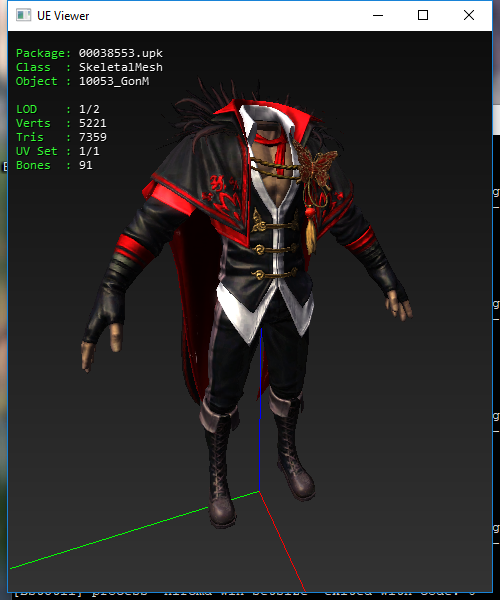 UE Viewer
Package: 00038553.upk
Class : SkeletalMesh
Object : 10053_GonM
LOD : 1/2
Verts : 5221
Tris : 7359
UV Set : 1/1
Bones : 91